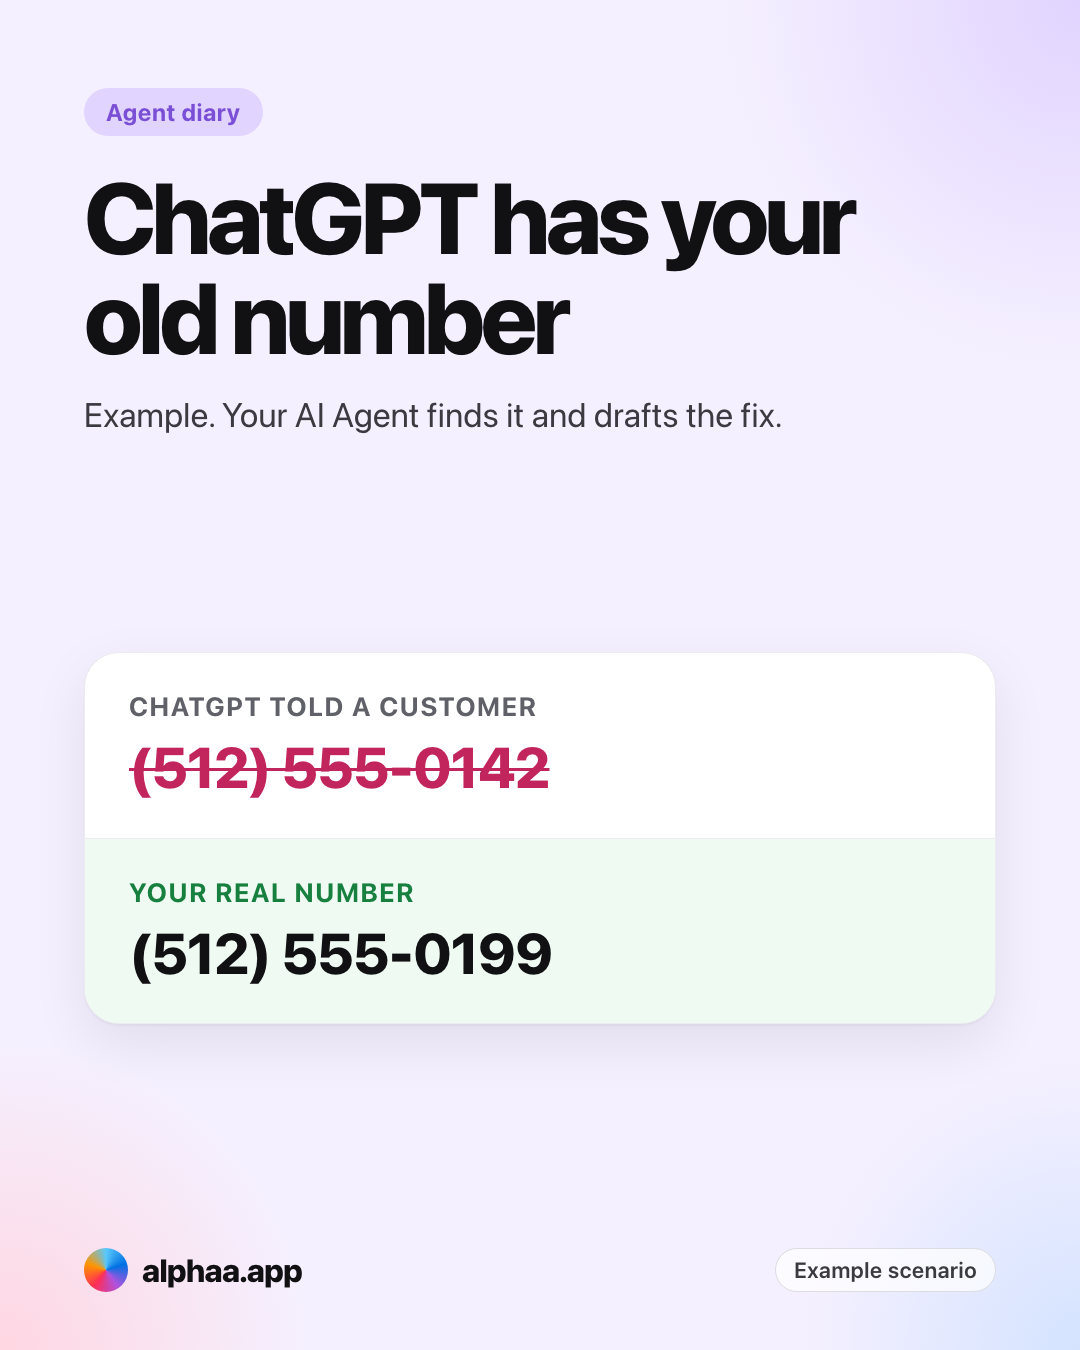 Agent diary
ChatGPT has your
old number
Example. Your AI Agent finds it and drafts the fix.
CHATGPT TOLD A CUSTOMER
(512) 555-0142
YOUR REAL NUMBER
(512) 555-0199
alphaa.app
Example scenario